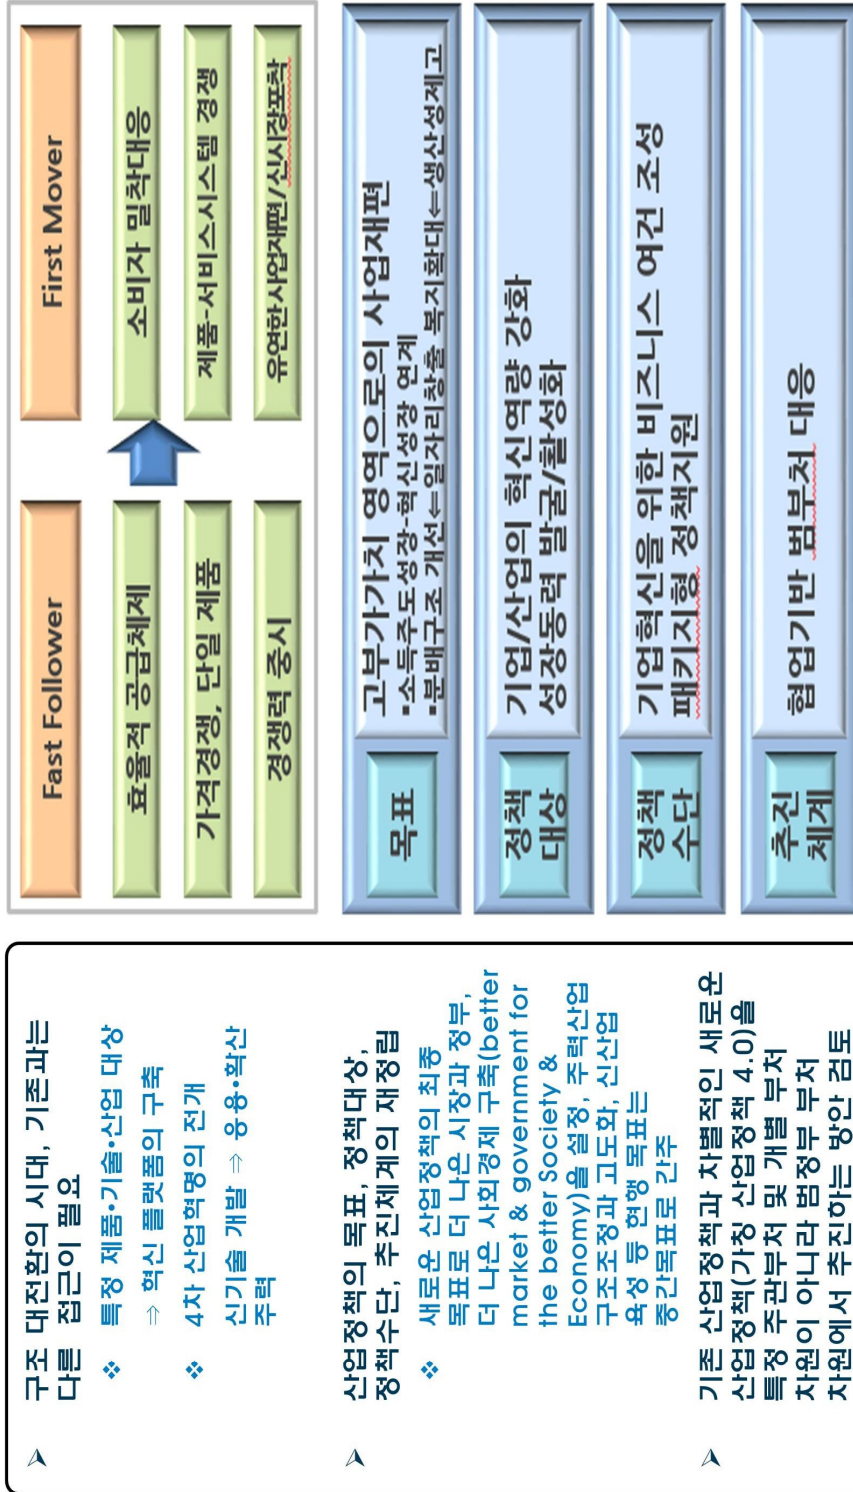 ➢ 구조 대전환의 시대, 기존과는
다른 접근이 필요
❖ 특정 제품•기술•산업 대상
⇒ 혁신 플랫폼의 구축
❖ 4차 산업혁명의 전개
신기술 개발 ⇒ 응용•확산
주력
➢ 산업정책의 목표, 정책대상,
정책수단, 추진체계의 재정립
❖ 새로운 산업정책의 최종
목표로 더 나은 시장과 정부,
더 나은 사회경제 구축(better
market & government for
the better Society &
Economy)을 설정, 주력산업
구조조정과 고도화, 신산업
육성 등 현행 목표는
중간목표로 간주
➢ 기존 산업정책과 차별적인 새로운
산업정책(가칭 산업정책 4.0)을
특정 주관부처 및 개별 부처
차원이 아니라 범정부 부처
차원에서 추진하는 방안 검토
Fast Follower
First Mover
효율적 공급체제
소비자 밀착대응
가격경쟁, 단일 제품
제품-서비스시스템 경쟁
경쟁력 중시
유연한사업재편/신시장포착
목표
고부가가치 영역으로의 사업재편
▪소득주도성장-혁신성장 연계
▪분배구조 개선⇐일자리창출 복지확대⇐생산성제고
정책
대상
기업/산업의 혁신역량 강화
성장동력 발굴/활성화
정책
수단
기업혁신을 위한 비즈니스 여건 조성
패키지형 정책지원
추진
체계
협업기반 범부처 대응